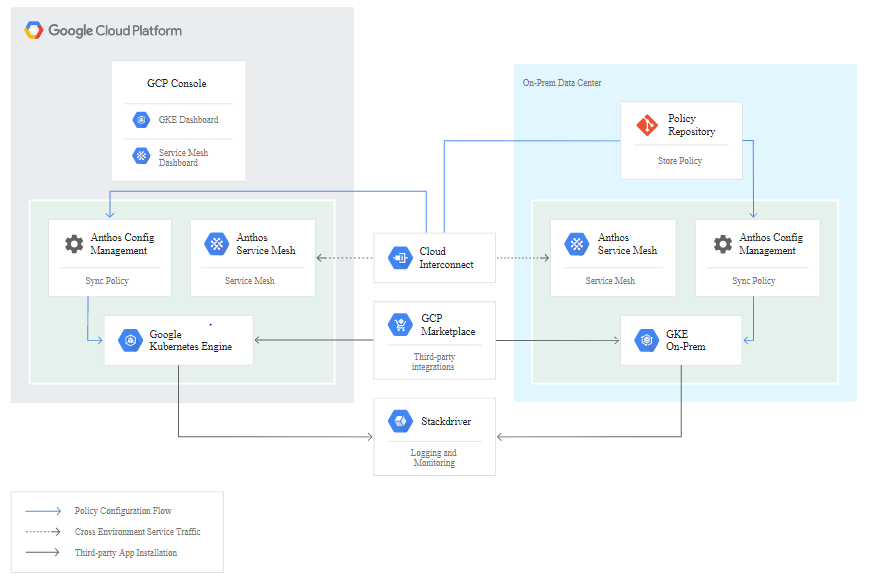 Google Cloud Platform
GCP Console
GKE Dashboard
Service Mesh
Dashboard
On-Prem Data Center
Policy
Repository
Store Policy
Anthos Config
Management
Sync Policy
Anthos
Service Mesh
Service Mesh
Cloud
Interconnect
Anthos
Service Mesh
Service Mesh
Anthos Config
Management
Sync Policy
Google
Kubernetes Engine
GCP
Marketplace
Third-party
integrations
GKE
On-Prem
Stackdriver
Logging and
Monitoring
Policy Configuration Flow
Cross Environment Service Traffic
Third-party App Installation